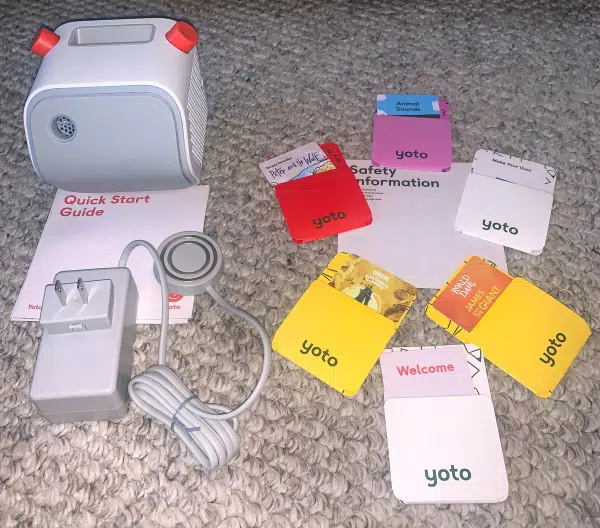 Quick Start
Guide
Animal
Sounds
yoto
Peter and the Wolf
yoto
Safety
Information
Make Your Own
yoto
BBC
yoto
ROALD
DAHL
JAMES
GIANT
yoto
Welcome
yoto